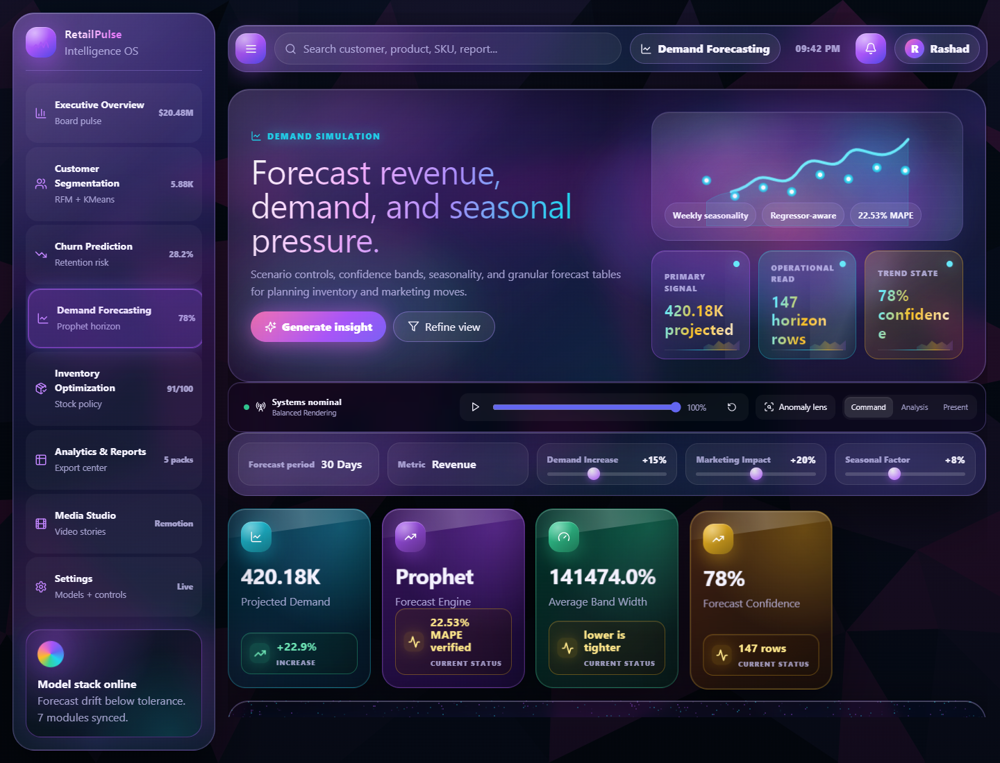 RetailPulse
Intelligence OS
Executive Overview
Board pulse
$20.48M
Customer
Segmentation
RFM + KMeans
5.88K
Churn Prediction
Retention risk
28.2%
Demand Forecasting
Prophet horizon
78%
Inventory
Optimization
Stock policy
91/100
Analytics & Reports
Export center
5 packs
Media Studio
Video stories
Remotion
Settings
Models + controls
Live
Model stack online
Forecast drift below tolerance.
7 modules synced.
Search customer, product, SKU, report...
Demand Forecasting
09:42 PM
R
Rashad
DEMAND SIMULATION
Forecast revenue,
demand, and seasonal
pressure.
Scenario controls, confidence bands, seasonality, and granular forecast tables
for planning inventory and marketing moves.
Generate insight
Refine view
Weekly seasonality
Regressor-aware
22.53% MAPE
PRIMARY
SIGNAL
420.18K
projected
OPERATIONAL
READ
147
horizon
rows
TREND STATE
78%
confidenc
e
Systems nominal
Balanced Rendering
100%
Anomaly lens
Command
Analysis
Present
Forecast period 30 Days
Metric Revenue
Demand Increase +15%
Marketing Impact +20%
Seasonal Factor +8%
420.18K
Projected Demand
+22.9%
INCREASE
Prophet
Forecast Engine
22.53%
MAPE
verified
CURRENT STATUS
141474.0%
Average Band Width
lower is
tighter
CURRENT STATUS
78%
Forecast Confidence
147 rows
CURRENT STATUS